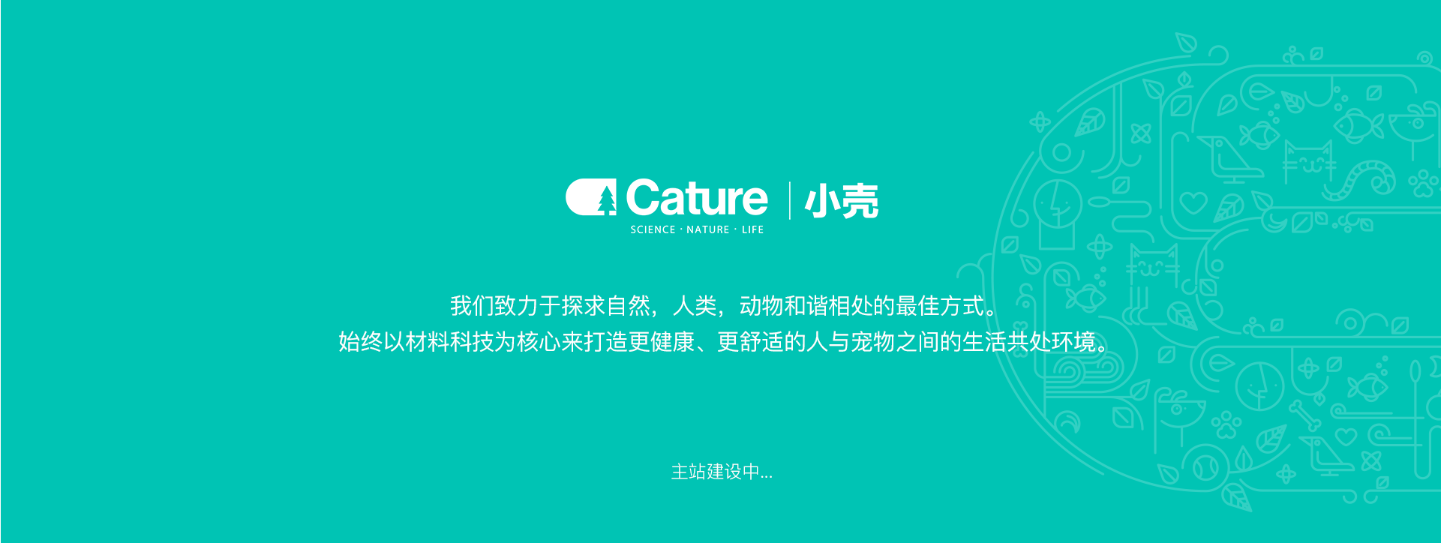 Cature | 小壳
SCIENCE · NATURE · LIFE
我们致力于探求自然，人类，动物和谐相处的最佳方式。
始终以材料科技为核心来打造更健康、更舒适的人与宠物之间的生活共处环境。
主站建设中...